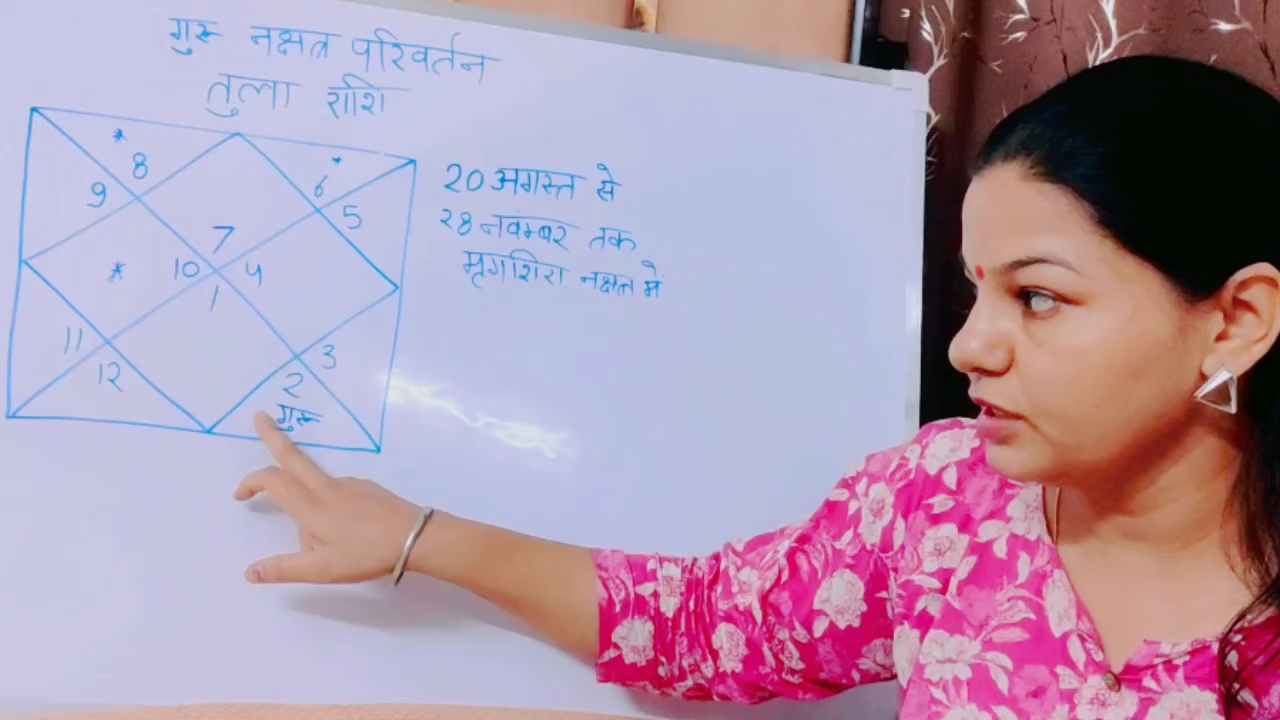 गुरू नक्षत्र परिवर्तन
तुला राशि
* 8
* 6
9
5
7
* 10 4
1
11
3
12
2
गुरू
20 अगस्त से
28 नवम्बर तक
मृगशिरा नक्षत्र में